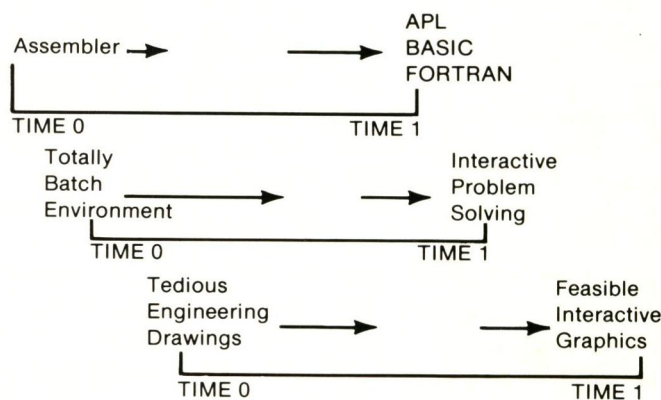 Assembler
APL
BASIC
FORTRAN
TIME 0
TIME 1
Totally
Batch
Environment
Interactive
Problem
Solving
TIME 0
TIME 1
Tedious
Engineering
Drawings
Feasible
Interactive
Graphics
TIME 0
TIME 1